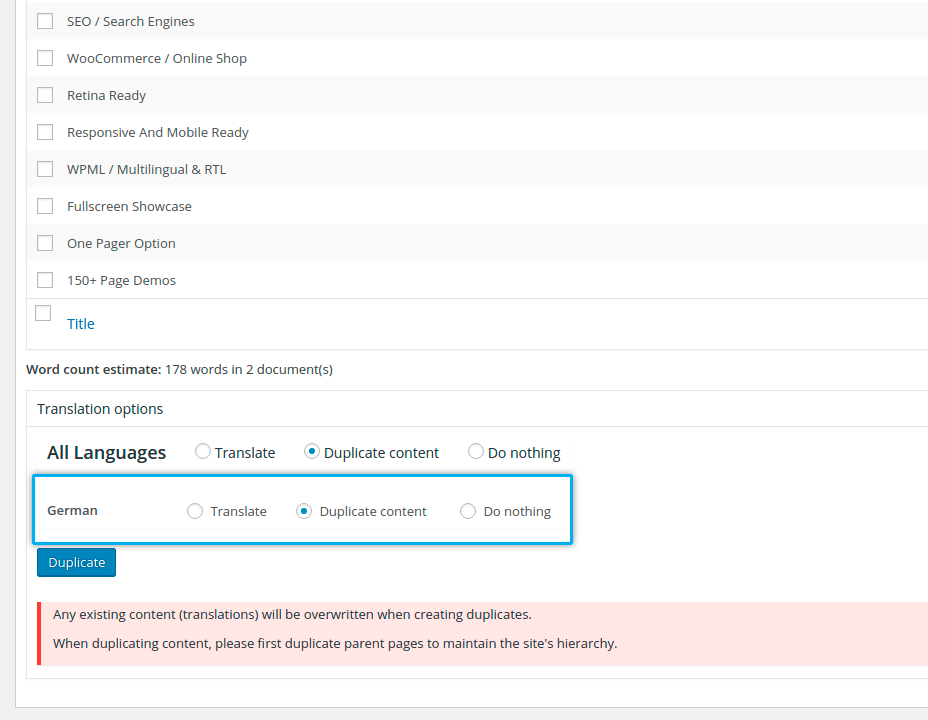 SEO / Search Engines
WooCommerce / Online Shop
Retina Ready
Responsive And Mobile Ready
WPML / Multilingual & RTL
Fullscreen Showcase
One Pager Option
150+ Page Demos
Title
Word count estimate: 178 words in 2 document(s)
Translation options
All Languages Translate Duplicate content Do nothing
German Translate Duplicate content Do nothing
Duplicate
Any existing content (translations) will be overwritten when creating duplicates.
When duplicating content, please first duplicate parent pages to maintain the site's hierarchy.